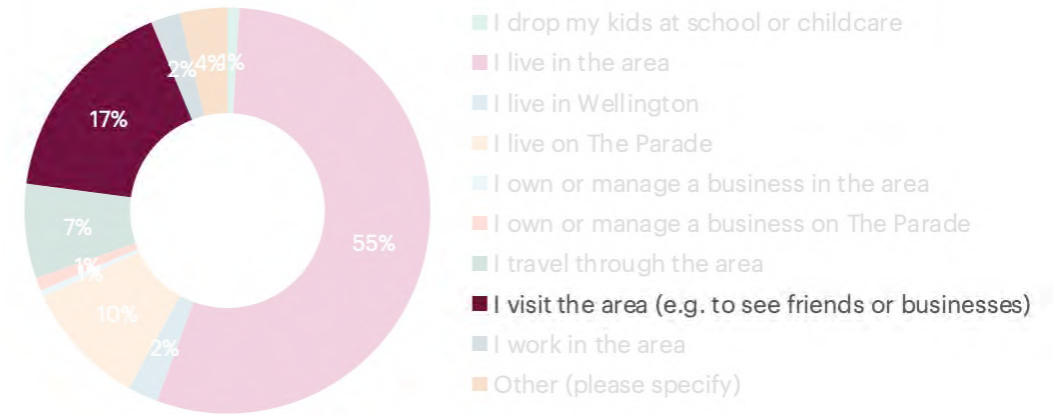 2%
4%
1%
17%
55%
7%
1%
1%
10%
2%
I drop my kids at school or childcare
I live in the area
I live in Wellington
I live on The Parade
I own or manage a business in the area
I own or manage a business on The Parade
I travel through the area
I visit the area (e.g. to see friends or businesses)
I work in the area
Other (please specify)